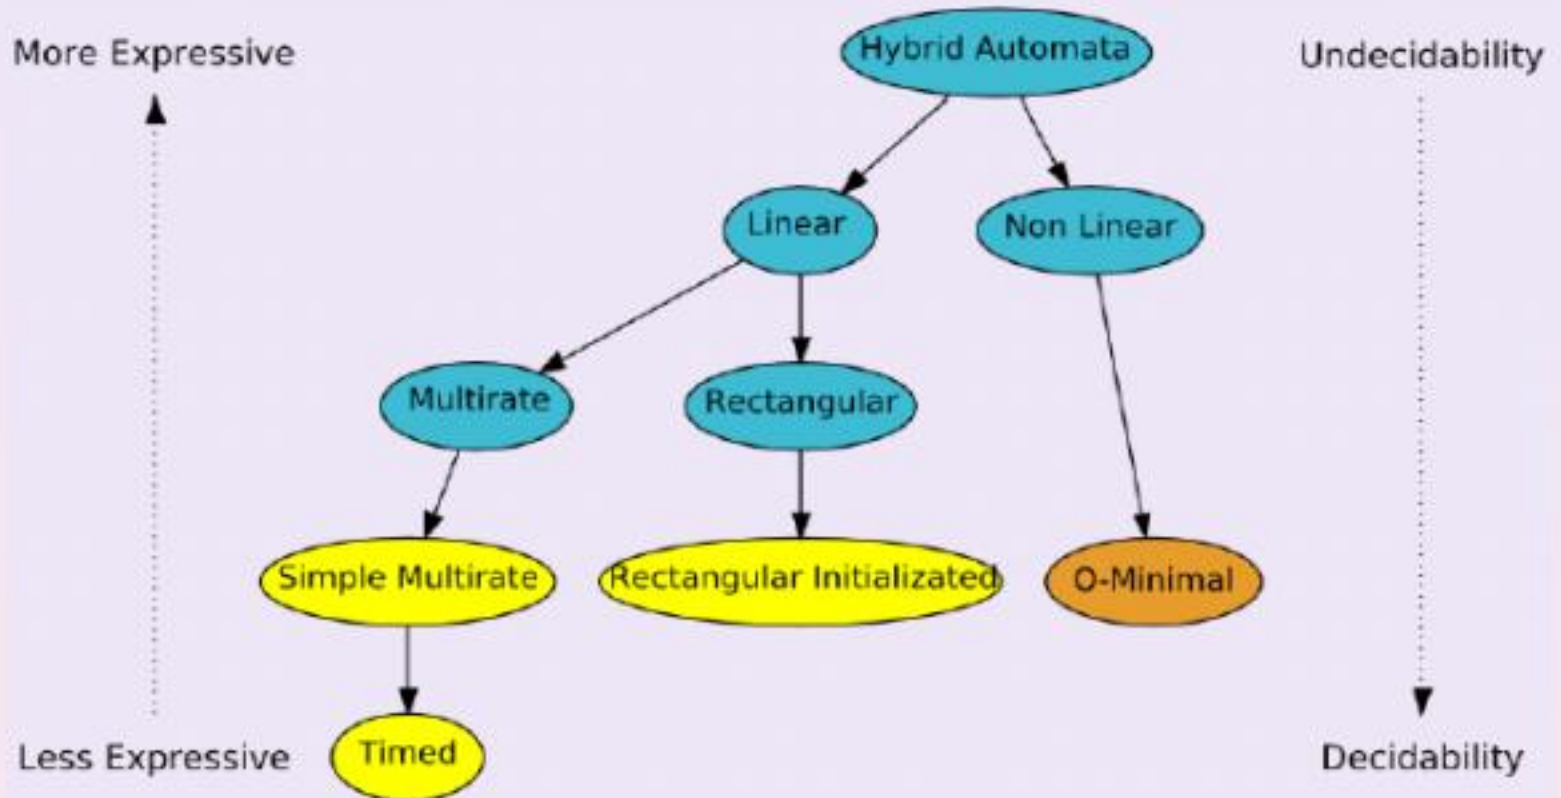 More Expressive
Hybrid Automata
Undecidability
Linear
Non Linear
Multirate
Rectangular
Simple Multirate
Rectangular Initializated
O-Minimal
Less Expressive
Timed
Decidability